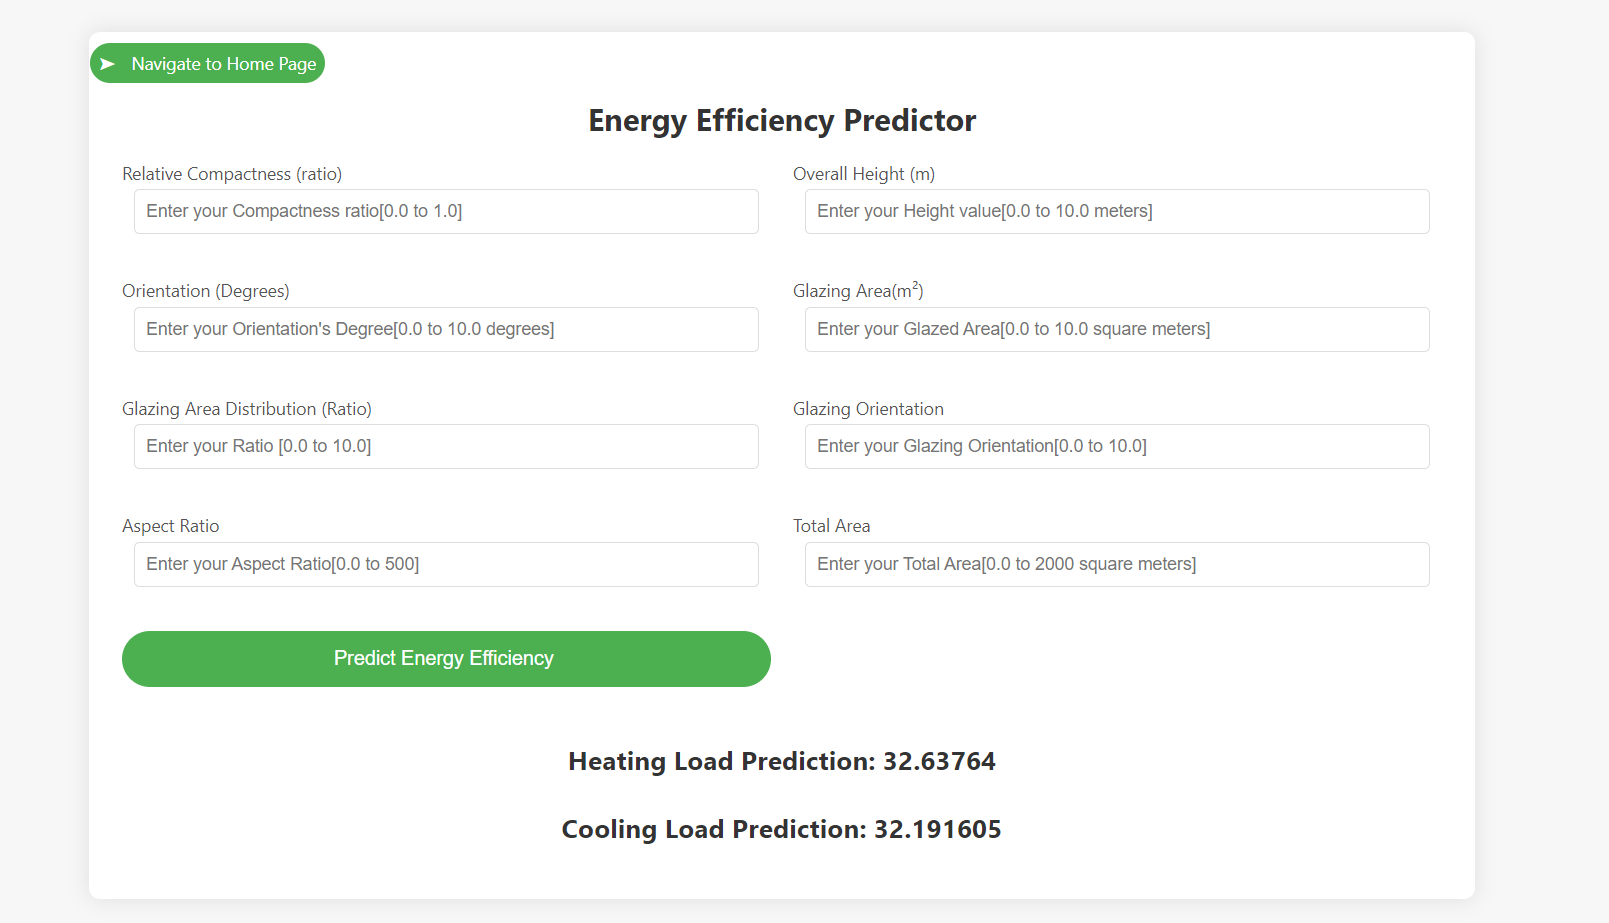 ➤ Navigate to Home Page
Energy Efficiency Predictor
Relative Compactness (ratio)
Enter your Compactness ratio[0.0 to 1.0]
Overall Height (m)
Enter your Height value[0.0 to 10.0 meters]
Orientation (Degrees)
Enter your Orientation's Degree[0.0 to 10.0 degrees]
Glazing Area(m²)
Enter your Glazed Area[0.0 to 10.0 square meters]
Glazing Area Distribution (Ratio)
Enter your Ratio [0.0 to 10.0]
Glazing Orientation
Enter your Glazing Orientation[0.0 to 10.0]
Aspect Ratio
Enter your Aspect Ratio[0.0 to 500]
Total Area
Enter your Total Area[0.0 to 2000 square meters]
Predict Energy Efficiency
Heating Load Prediction: 32.63764
Cooling Load Prediction: 32.191605